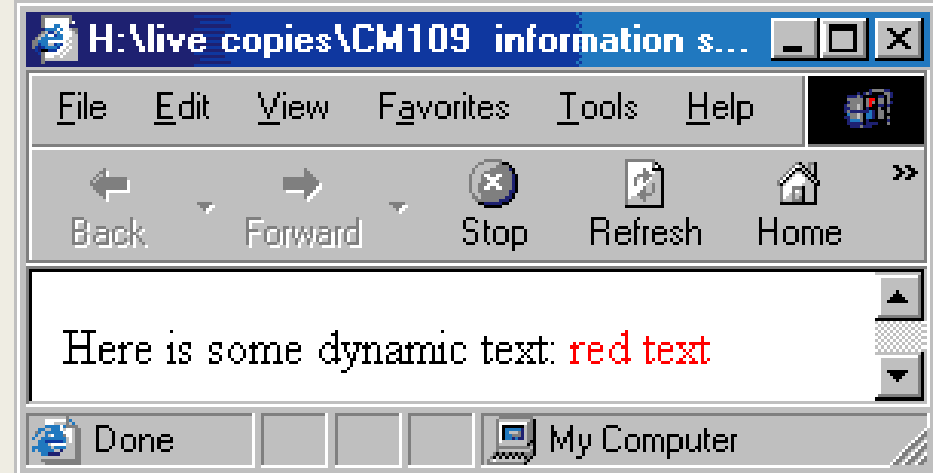 H:\live copies\CM109 information s...
File Edit View Favorites Tools Help
Back Forward Stop Refresh Home »
Here is some dynamic text: red text
Done My Computer